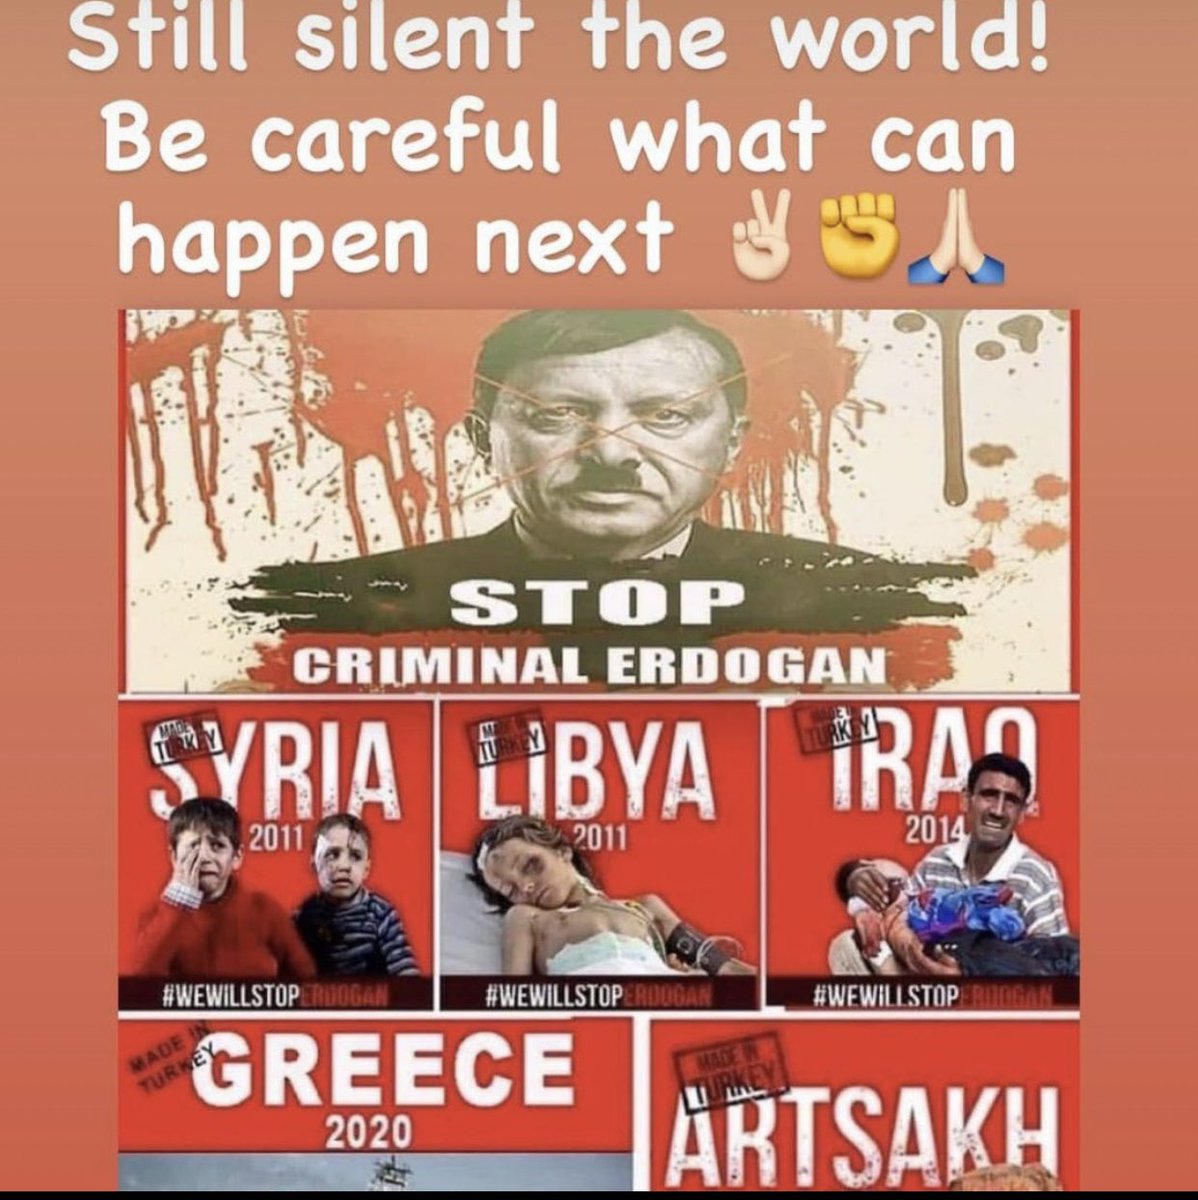 Still silent the world!
Be careful what can
happen next ✌🏻✊🙏🏻
STOP
CRIMINAL ERDOGAN
MADE IN
TURKEY
SYRIA
2011
#WEWILLSTOPERDOGAN
MADE IN
TURKEY
LIBYA
2011
#WEWILLSTOPERDOGAN
MADE IN
TURKEY
IRAQ
2014
#WEWILLSTOPERDOGAN
MADE IN
TURKEY
GREECE
2020
MADE IN
TURKEY
ARTSAKH